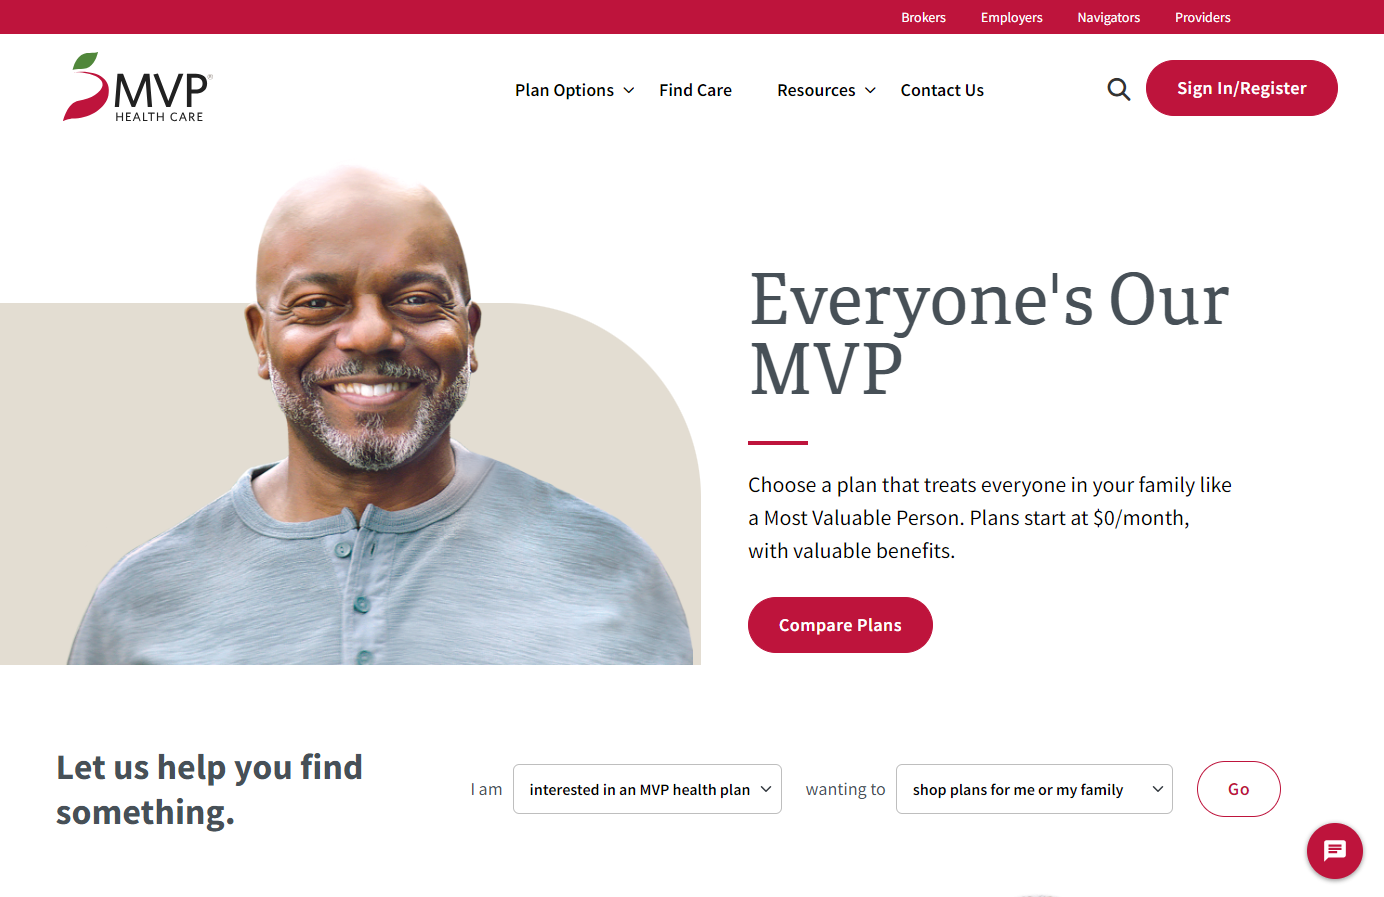 Brokers Employers Navigators Providers
MVP®
HEALTH CARE
Plan Options Find Care Resources Contact Us Sign In/Register
Everyone's Our
MVP
Choose a plan that treats everyone in your family like
a Most Valuable Person. Plans start at $0/month,
with valuable benefits.
Compare Plans
Let us help you find
something.
I am interested in an MVP health plan wanting to shop plans for me or my family Go